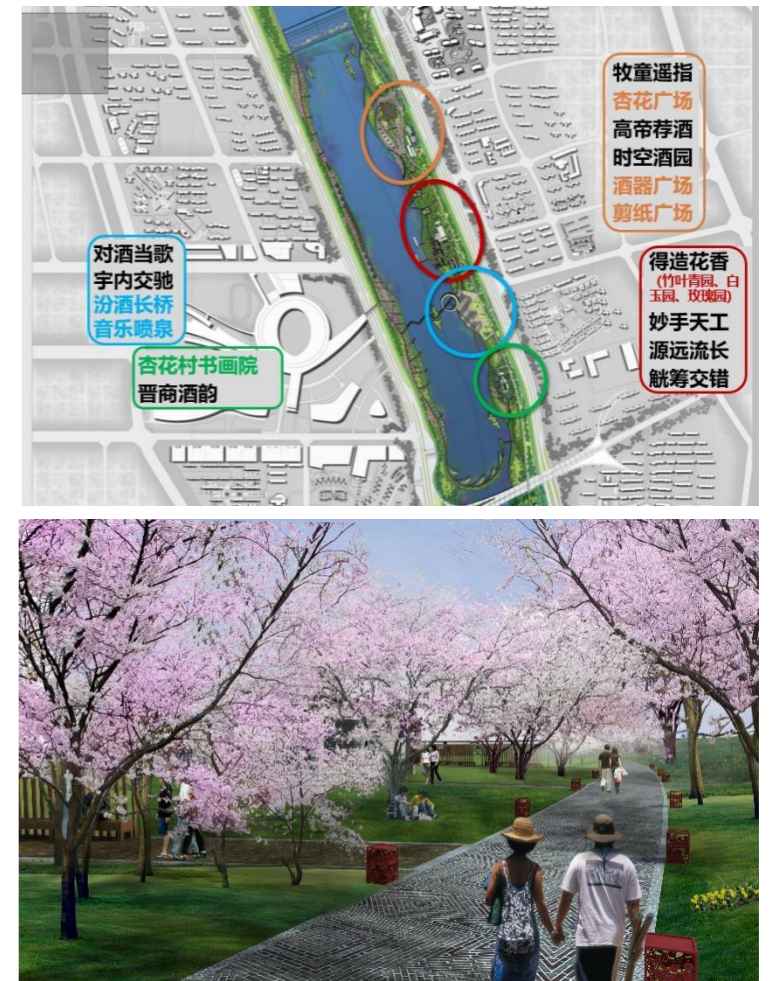 牧童遥指
杏花广场
高帝荐酒
时空酒园
酒器广场
剪纸广场
对酒当歌
宇内交驰
汾酒长桥
音乐喷泉
得造花香
(竹叶青园、白
玉园、玫瑰园)
妙手天工
源远流长
觥筹交错
杏花村书画院
晋商酒韵